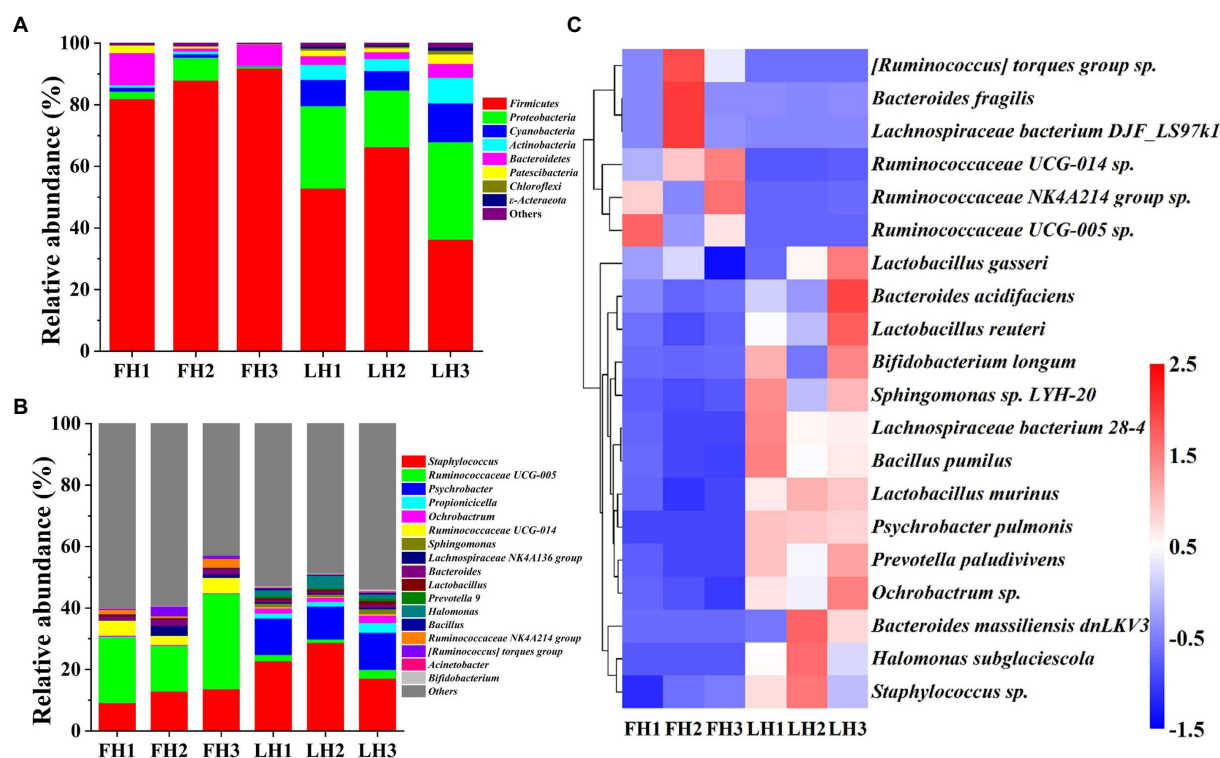 A
Relative abundance (%)
100
80
60
40
20
0
FH1 FH2 FH3 LH1 LH2 LH3
Firmicutes
Proteobacteria
Cyanobacteria
Actinobacteria
Bacteroidetes
Patescibacteria
Chloroflexi
ε-Acteraeota
Others
B
Relative abundance (%)
100
80
60
40
20
0
FH1 FH2 FH3 LH1 LH2 LH3
Staphylococcus
Ruminococcaceae UCG-005
Psychrobacter
Propionicicella
Ochrobactrum
Ruminococcaceae UCG-014
Sphingomonas
Lachnospiraceae NK4A136 group
Bacteroides
Lactobacillus
Prevotella 9
Halomonas
Bacillus
Ruminococcaceae NK4A214 group
[Ruminococcus] torques group
Acinetobacter
Bifidobacterium
Others
C
[Ruminococcus] torques group sp.
Bacteroides fragilis
Lachnospiraceae bacterium DJF_LS97k1
Ruminococcaceae UCG-014 sp.
Ruminococcaceae NK4A214 group sp.
Ruminococcaceae UCG-005 sp.
Lactobacillus gasseri
Bacteroides acidifaciens
Lactobacillus reuteri
Bifidobacterium longum
Sphingomonas sp. LYH-20
Lachnospiraceae bacterium 28-4
Bacillus pumilus
Lactobacillus murinus
Psychrobacter pulmonis
Prevotella paludivivens
Ochrobactrum sp.
Bacteroides massiliensis dnLKV3
Halomonas subglaciescola
Staphylococcus sp.
FH1 FH2 FH3 LH1 LH2 LH3
2.5
1.5
0.5
-0.5
-1.5